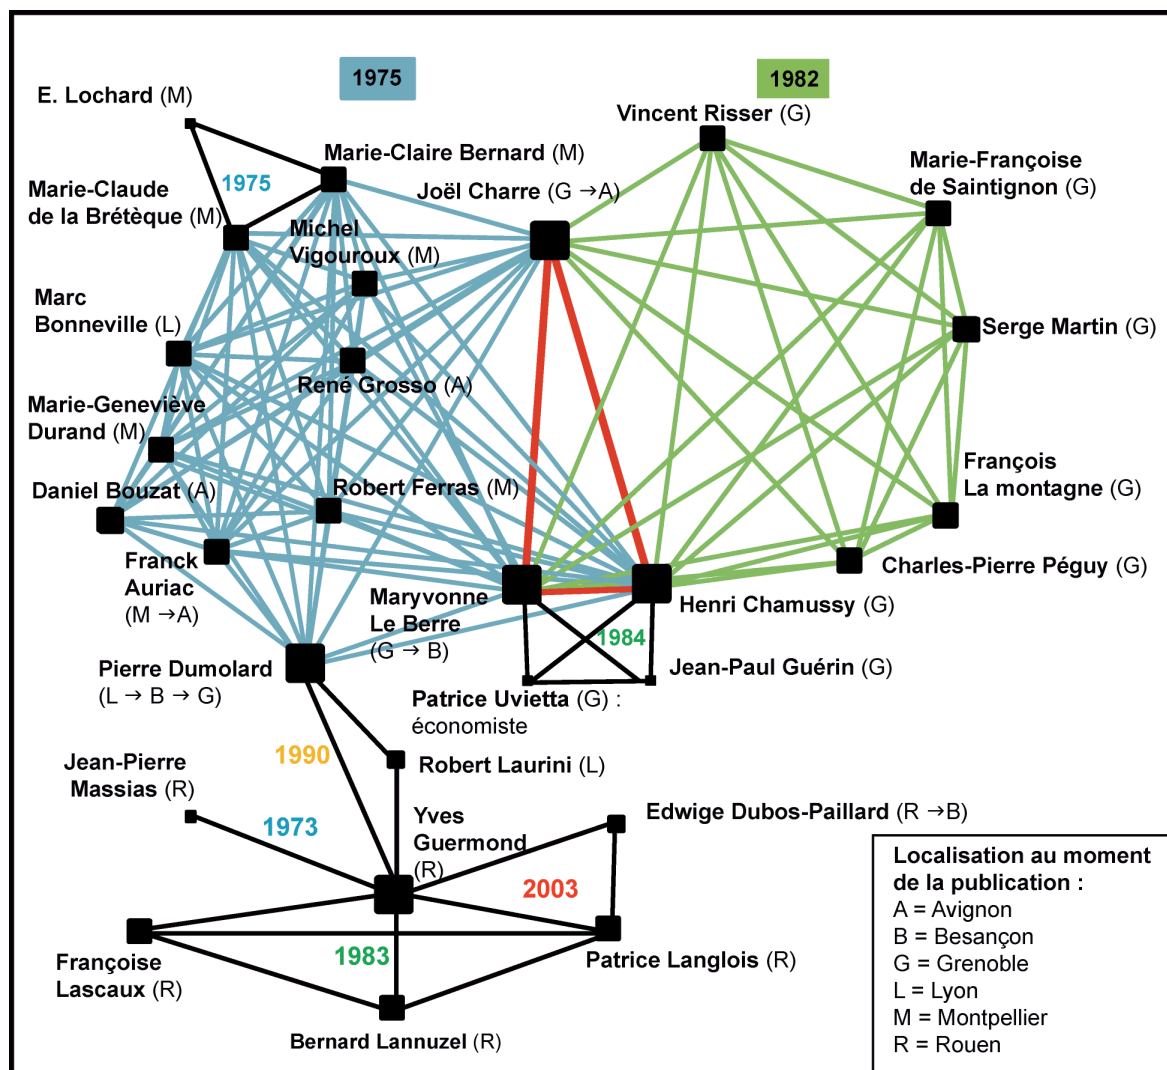 1975
1982
E. Lochard (M)
Vincent Risser (G)
Marie-Claire Bernard (M)
Joël Charre (G →A)
Marie-Françoise
de Saintignon (G)
1975
Marie-Claude
de la Brétèque (M)
Michel
Vigouroux (M)
Marc
Bonneville (L)
Serge Martin (G)
René Grosso (A)
Marie-Geneviève
Durand (M)
François
La montagne (G)
Daniel Bouzat (A)
Robert Ferras (M)
Franck
Auriac
(M →A)
Charles-Pierre Péguy (G)
Maryvonne
Le Berre
(G → B)
Henri Chamussy (G)
1984
Jean-Paul Guérin (G)
Pierre Dumolard
(L → B → G)
Patrice Uvietta (G) :
économiste
1990
Jean-Pierre
Massias (R)
Robert Laurini (L)
1973
Yves
Guermond
(R)
Edwige Dubos-Paillard (R →B)
2003
1983
Françoise
Lascaux (R)
Patrice Langlois (R)
Bernard Lannuzel (R)
Localisation au moment
de la publication :
A = Avignon
B = Besançon
G = Grenoble
L = Lyon
M = Montpellier
R = Rouen